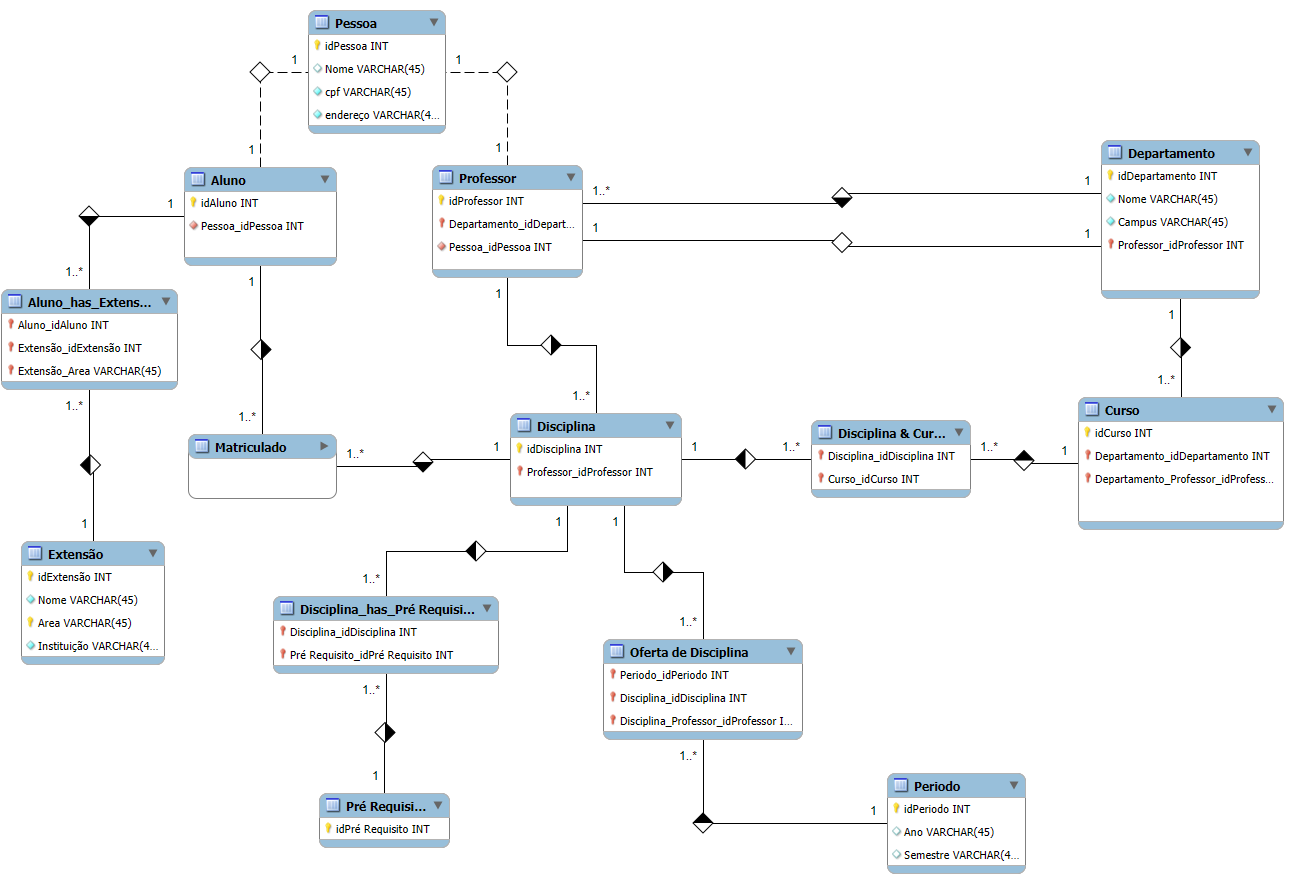 Pessoa
idPessoa INT
Nome VARCHAR(45)
cpf VARCHAR(45)
endereço VARCHAR(4...
1
1
1
1
Aluno
idAluno INT
Pessoa_idPessoa INT
Professor
idProfessor INT
Departamento_idDepart...
Pessoa_idPessoa INT
1..*
1
1
1
Departamento
idDepartamento INT
Nome VARCHAR(45)
Campus VARCHAR(45)
Professor_idProfessor INT
1
1..*
1
1
1
1..*
Aluno_has_Extens...
Aluno_idAluno INT
Extensão_idExtensão INT
Extensão_Area VARCHAR(45)
1..*
1
1..*
1..*
1..*
Matriculado
1..*
1
Disciplina
idDisciplina INT
Professor_idProfessor INT
1
1..*
Disciplina & Cur...
Disciplina_idDisciplina INT
Curso_idCurso INT
1..*
1
Curso
idCurso INT
Departamento_idDepartamento INT
Departamento_Professor_idProfess...
1
1
Extensão
idExtensão INT
Nome VARCHAR(45)
Area VARCHAR(45)
Instituição VARCHAR(4...
1..*
Disciplina_has_Pré Requisi...
Disciplina_idDisciplina INT
Pré Requisito_idPré Requisito INT
1..*
1
1..*
Oferta de Disciplina
Periodo_idPeriodo INT
Disciplina_idDisciplina INT
Disciplina_Professor_idProfessor I...
1..*
1
Pré Requisi...
idPré Requisito INT
Periodo
idPeriodo INT
Ano VARCHAR(45)
Semestre VARCHAR(4...